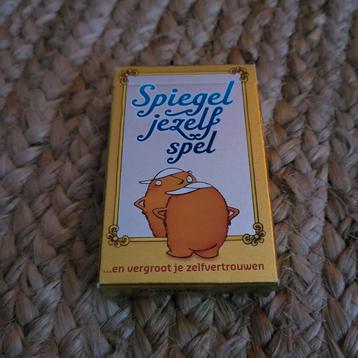 Spiegel
jezelf
spel
...en vergroot je zelfvertrouwen